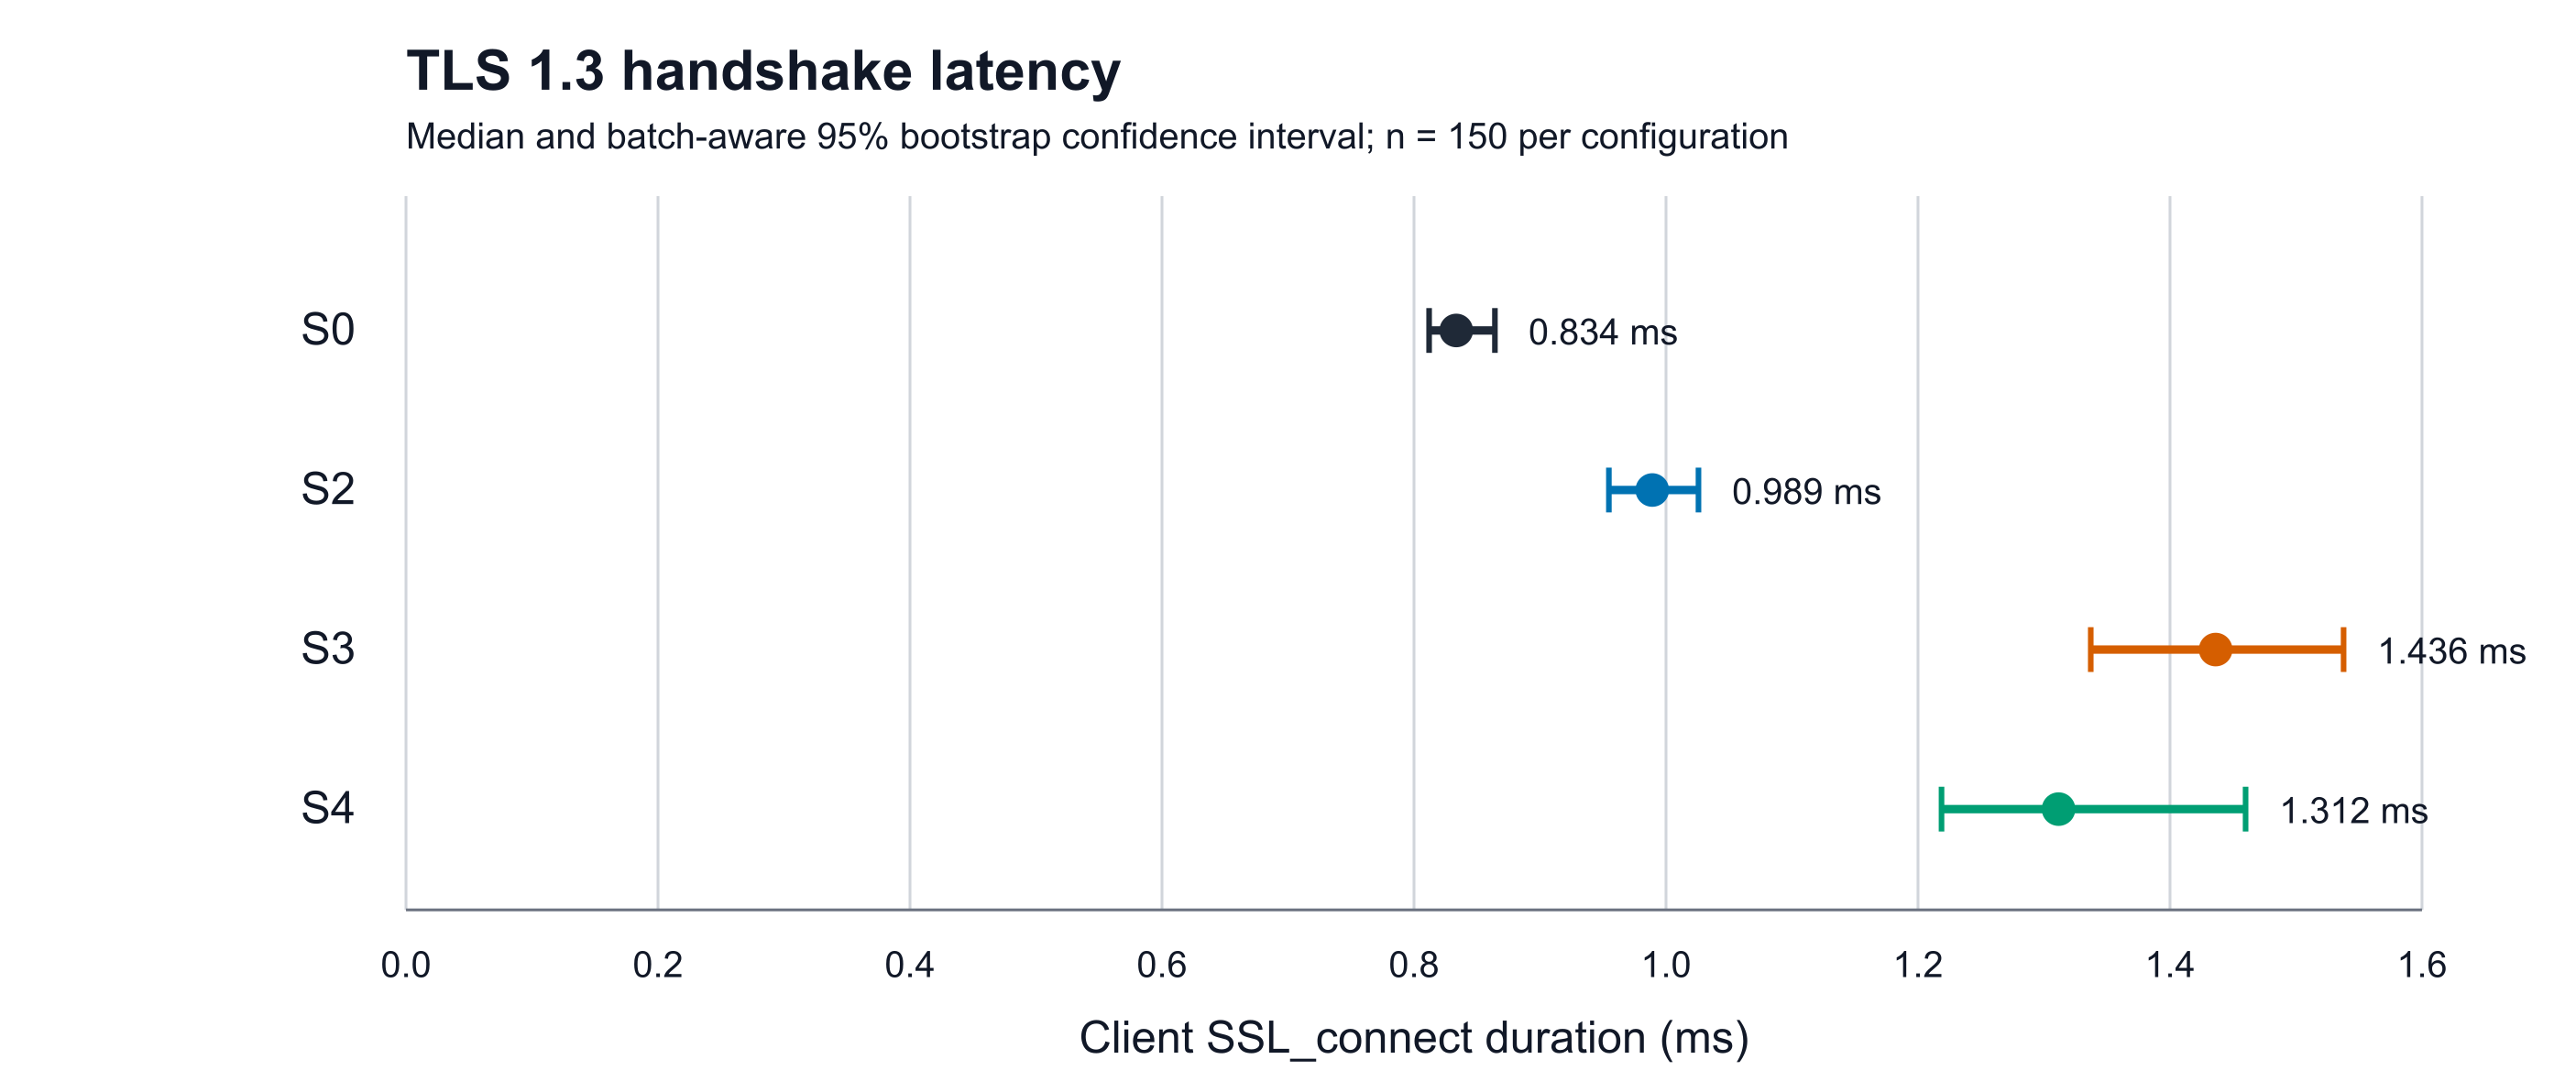 TLS 1.3 handshake latency
Median and batch-aware 95% bootstrap confidence interval; n = 150 per configuration
S0
0.834 ms
S2
0.989 ms
S3
1.436 ms
S4
1.312 ms
0.0 0.2 0.4 0.6 0.8 1.0 1.2 1.4 1.6
Client SSL_connect duration (ms)